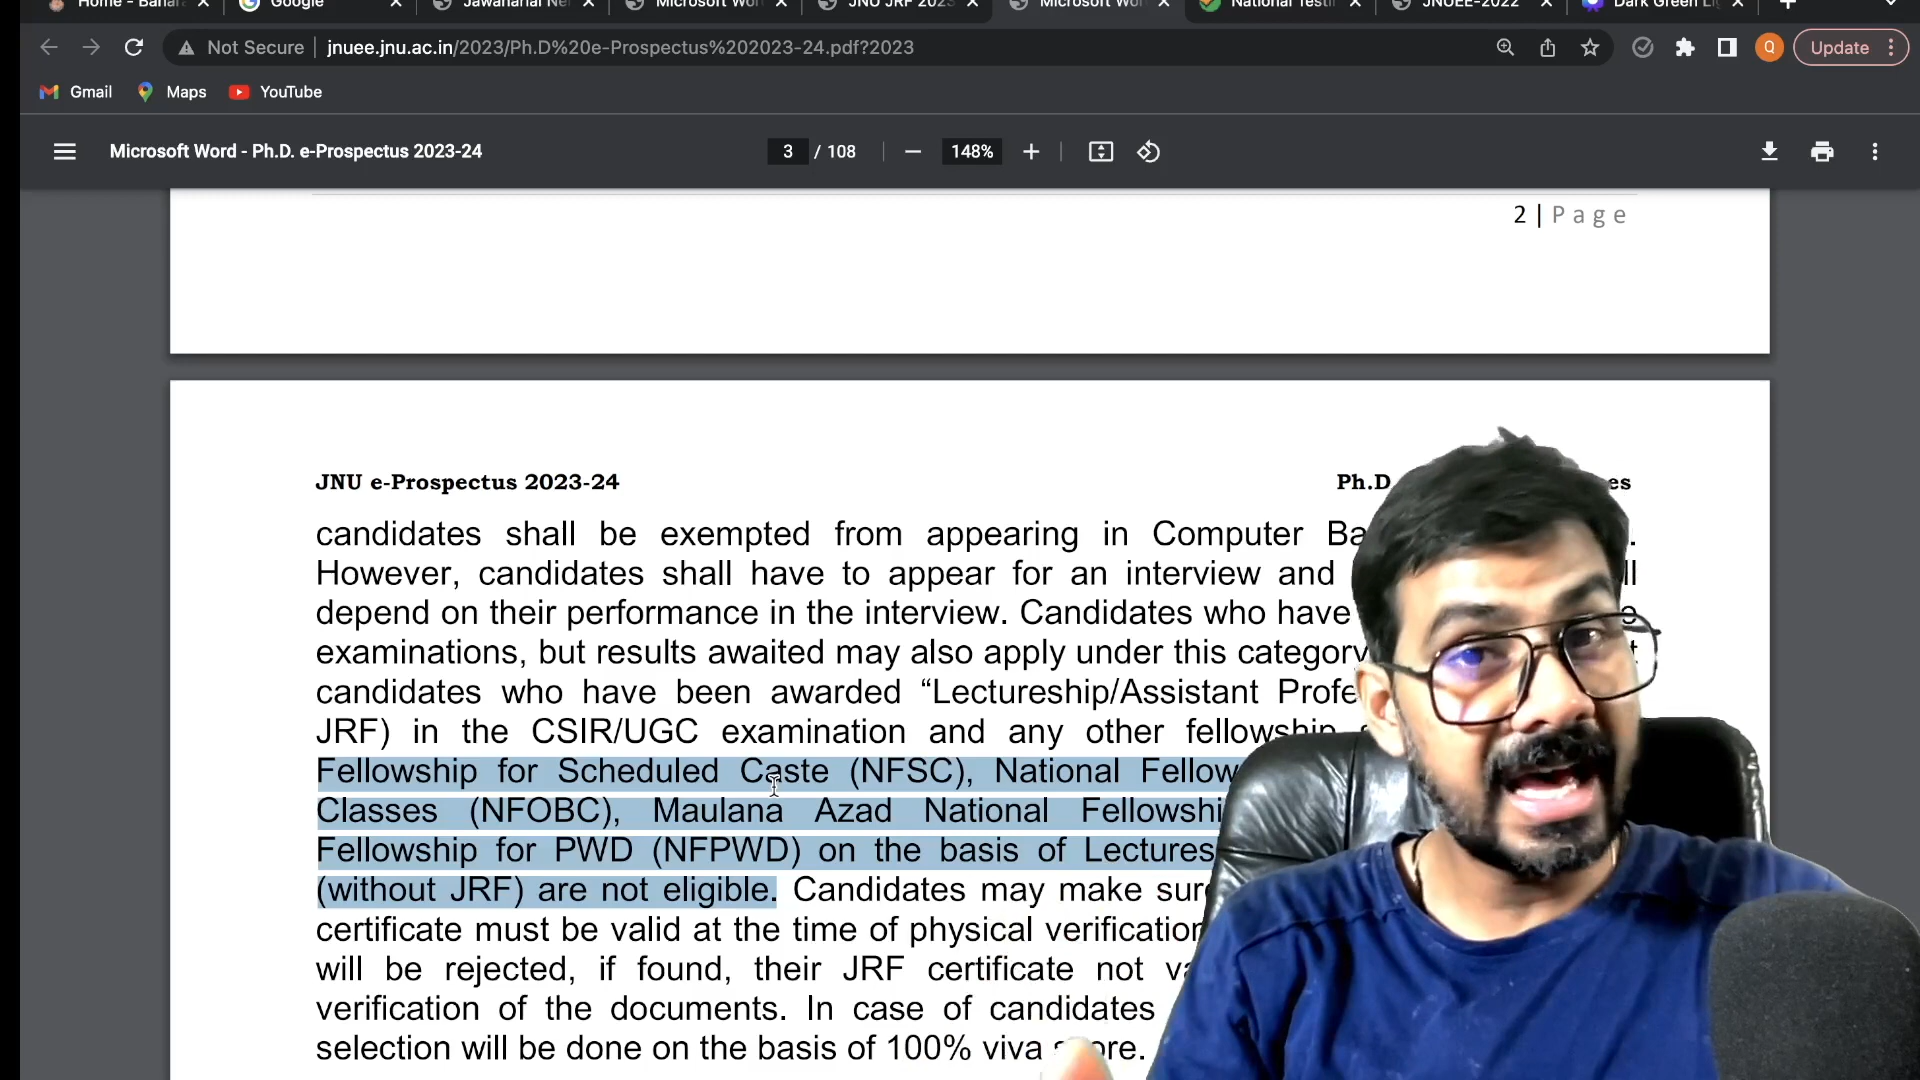 Home - Banar
Google
Jawaharlal Ne
Microsoft Wor
JNU JRF 2023
Microsoft Wor
National Testi
JNUEE-2022
Dark Green Li
Not Secure | jnuee.jnu.ac.in/2023/Ph.D%20e-Prospectus%202023-24.pdf?2023
Q
Update
Gmail
Maps
YouTube
Microsoft Word - Ph.D. e-Prospectus 2023-24
3 / 108
148%
2 | Page
JNU e-Prospectus 2023-24 Ph.D es
candidates shall be exempted from appearing in Computer Ba .
However, candidates shall have to appear for an interview and ll
depend on their performance in the interview. Candidates who have
examinations, but results awaited may also apply under this category
candidates who have been awarded “Lectureship/Assistant Profe
JRF) in the CSIR/UGC examination and any other fellowship
Fellowship for Scheduled Caste (NFSC), National Fellow
Classes (NFOBC), Maulana Azad National Fellowshi
Fellowship for PWD (NFPWD) on the basis of Lectures
(without JRF) are not eligible. Candidates may make sure
certificate must be valid at the time of physical verification
will be rejected, if found, their JRF certificate not va
verification of the documents. In case of candidates
selection will be done on the basis of 100% viva score.